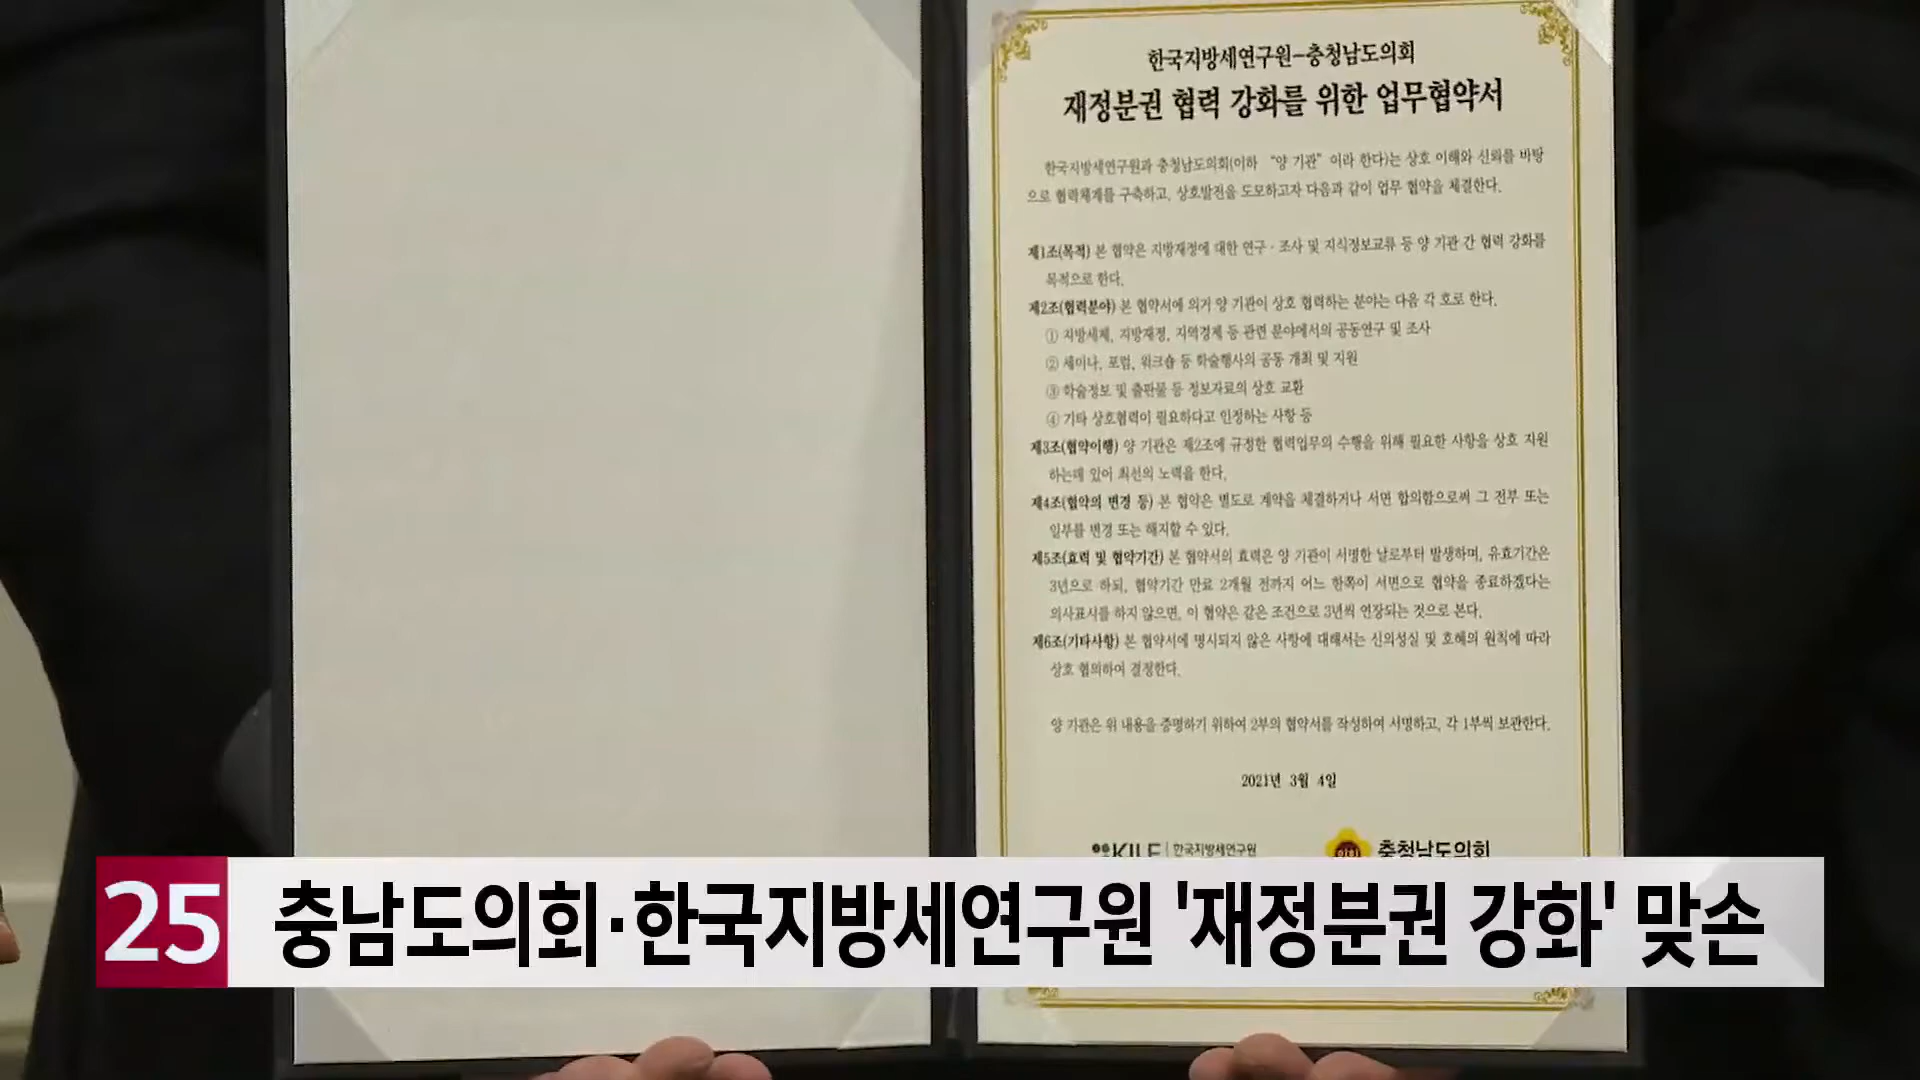 한국지방세연구원-충청남도의회
재정분권 협력 강화를 위한 업무협약서
한국지방세연구원과 충청남도의회(이하 “양 기관” 이라 한다)는 상호 이해와 신뢰를 바탕
으로 협력체계를 구축하고, 상호발전을 도모하고자 다음과 같이 업무 협약을 체결한다.
제1조(목적) 본 협약은 지방재정에 대한 연구·조사 및 지식정보교류 등 양 기관 간 협력 강화를
목적으로 한다.
제2조(협력분야) 본 협약서에 의거 양 기관이 상호 협력하는 분야는 다음 각 호로 한다.
① 지방세제, 지방재정, 지역경제 등 관련 분야에서의 공동연구 및 조사
② 세미나, 포럼, 워크숍 등 학술행사의 공동 개최 및 지원
③ 학술정보 및 출판물 등 정보자료의 상호 교환
④ 기타 상호협력이 필요하다고 인정하는 사항 등
제3조(협약이행) 양 기관은 제2조에 규정한 협력업무의 수행을 위해 필요한 사항을 상호 지원
하는데 있어 최선의 노력을 한다.
제4조(협약의 변경 등) 본 협약은 별도로 계약을 체결하거나 서면 합의함으로써 그 전부 또는
일부를 변경 또는 해지할 수 있다.
제5조(효력 및 협약기간) 본 협약서의 효력은 양 기관이 서명한 날로부터 발생하며, 유효기간은
3년으로 하되, 협약기간 만료 2개월 전까지 어느 한쪽이 서면으로 협약을 종료하겠다는
의사표시를 하지 않으면, 이 협약은 같은 조건으로 3년씩 연장되는 것으로 본다.
제6조(기타사항) 본 협약서에 명시되지 않은 사항에 대해서는 신의성실 및 호혜의 원칙에 따라
상호 협의하여 결정한다.
양 기관은 위 내용을 증명하기 위하여 2부의 협약서를 작성하여 서명하고, 각 1부씩 보관한다.
2021년 3월 4일
한국지방세연구원 충청남도의회
25 충남도의회·한국지방세연구원 '재정분권 강화' 맞손